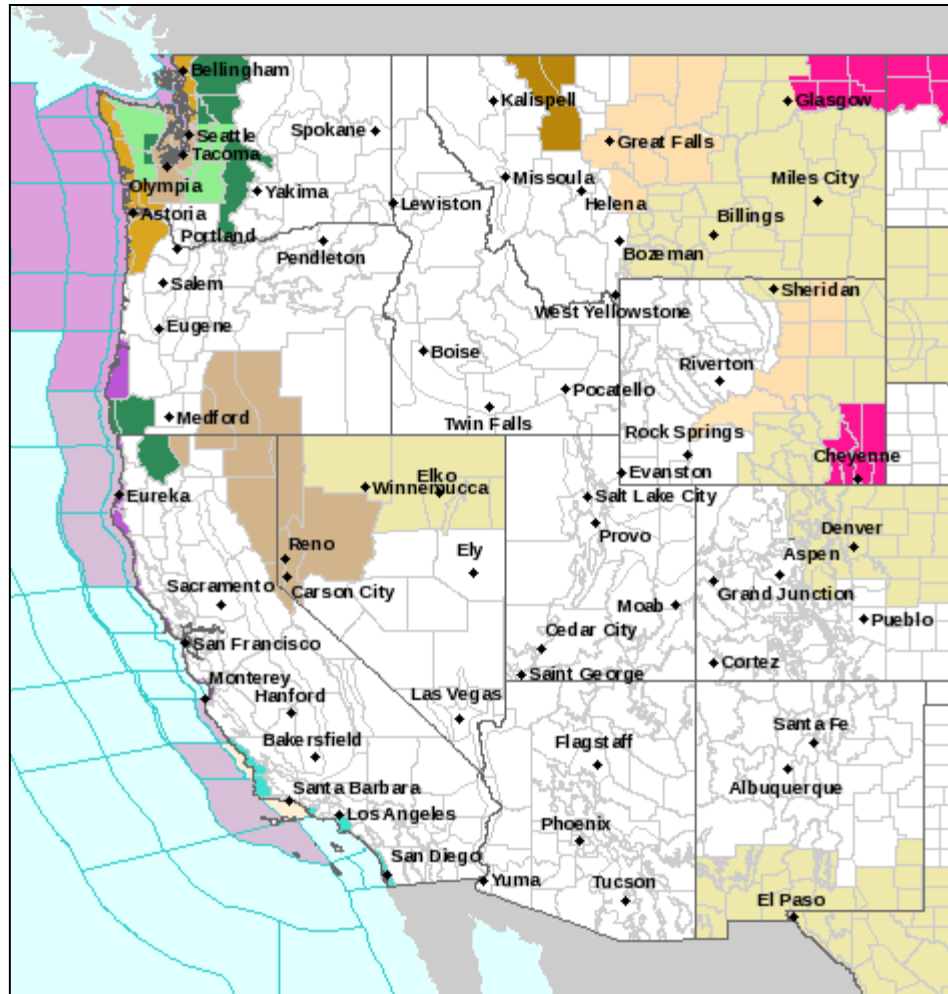 Bellingham
Kalispell
Glasgow
Seattle
Spokane
Great Falls
Tacoma
Olympia
Missoula
Miles City
Yakima
Lewiston
Helena
Astoria
Billings
Portland
Pendleton
Bozeman
Salem
Sheridan
West Yellowstone
Eugene
Boise
Riverton
Pocatello
Medford
Twin Falls
Rock Springs
Cheyenne
Elko
Evanston
Winnemucca
Eureka
Salt Lake City
Denver
Provo
Reno
Ely
Aspen
Sacramento
Carson City
Grand Junction
Moab
Pueblo
Cedar City
San Francisco
Cortez
Saint George
Monterey
Hanford
Las Vegas
Santa Fe
Bakersfield
Flagstaff
Santa Barbara
Albuquerque
Los Angeles
Phoenix
San Diego
Yuma
Tucson
El Paso